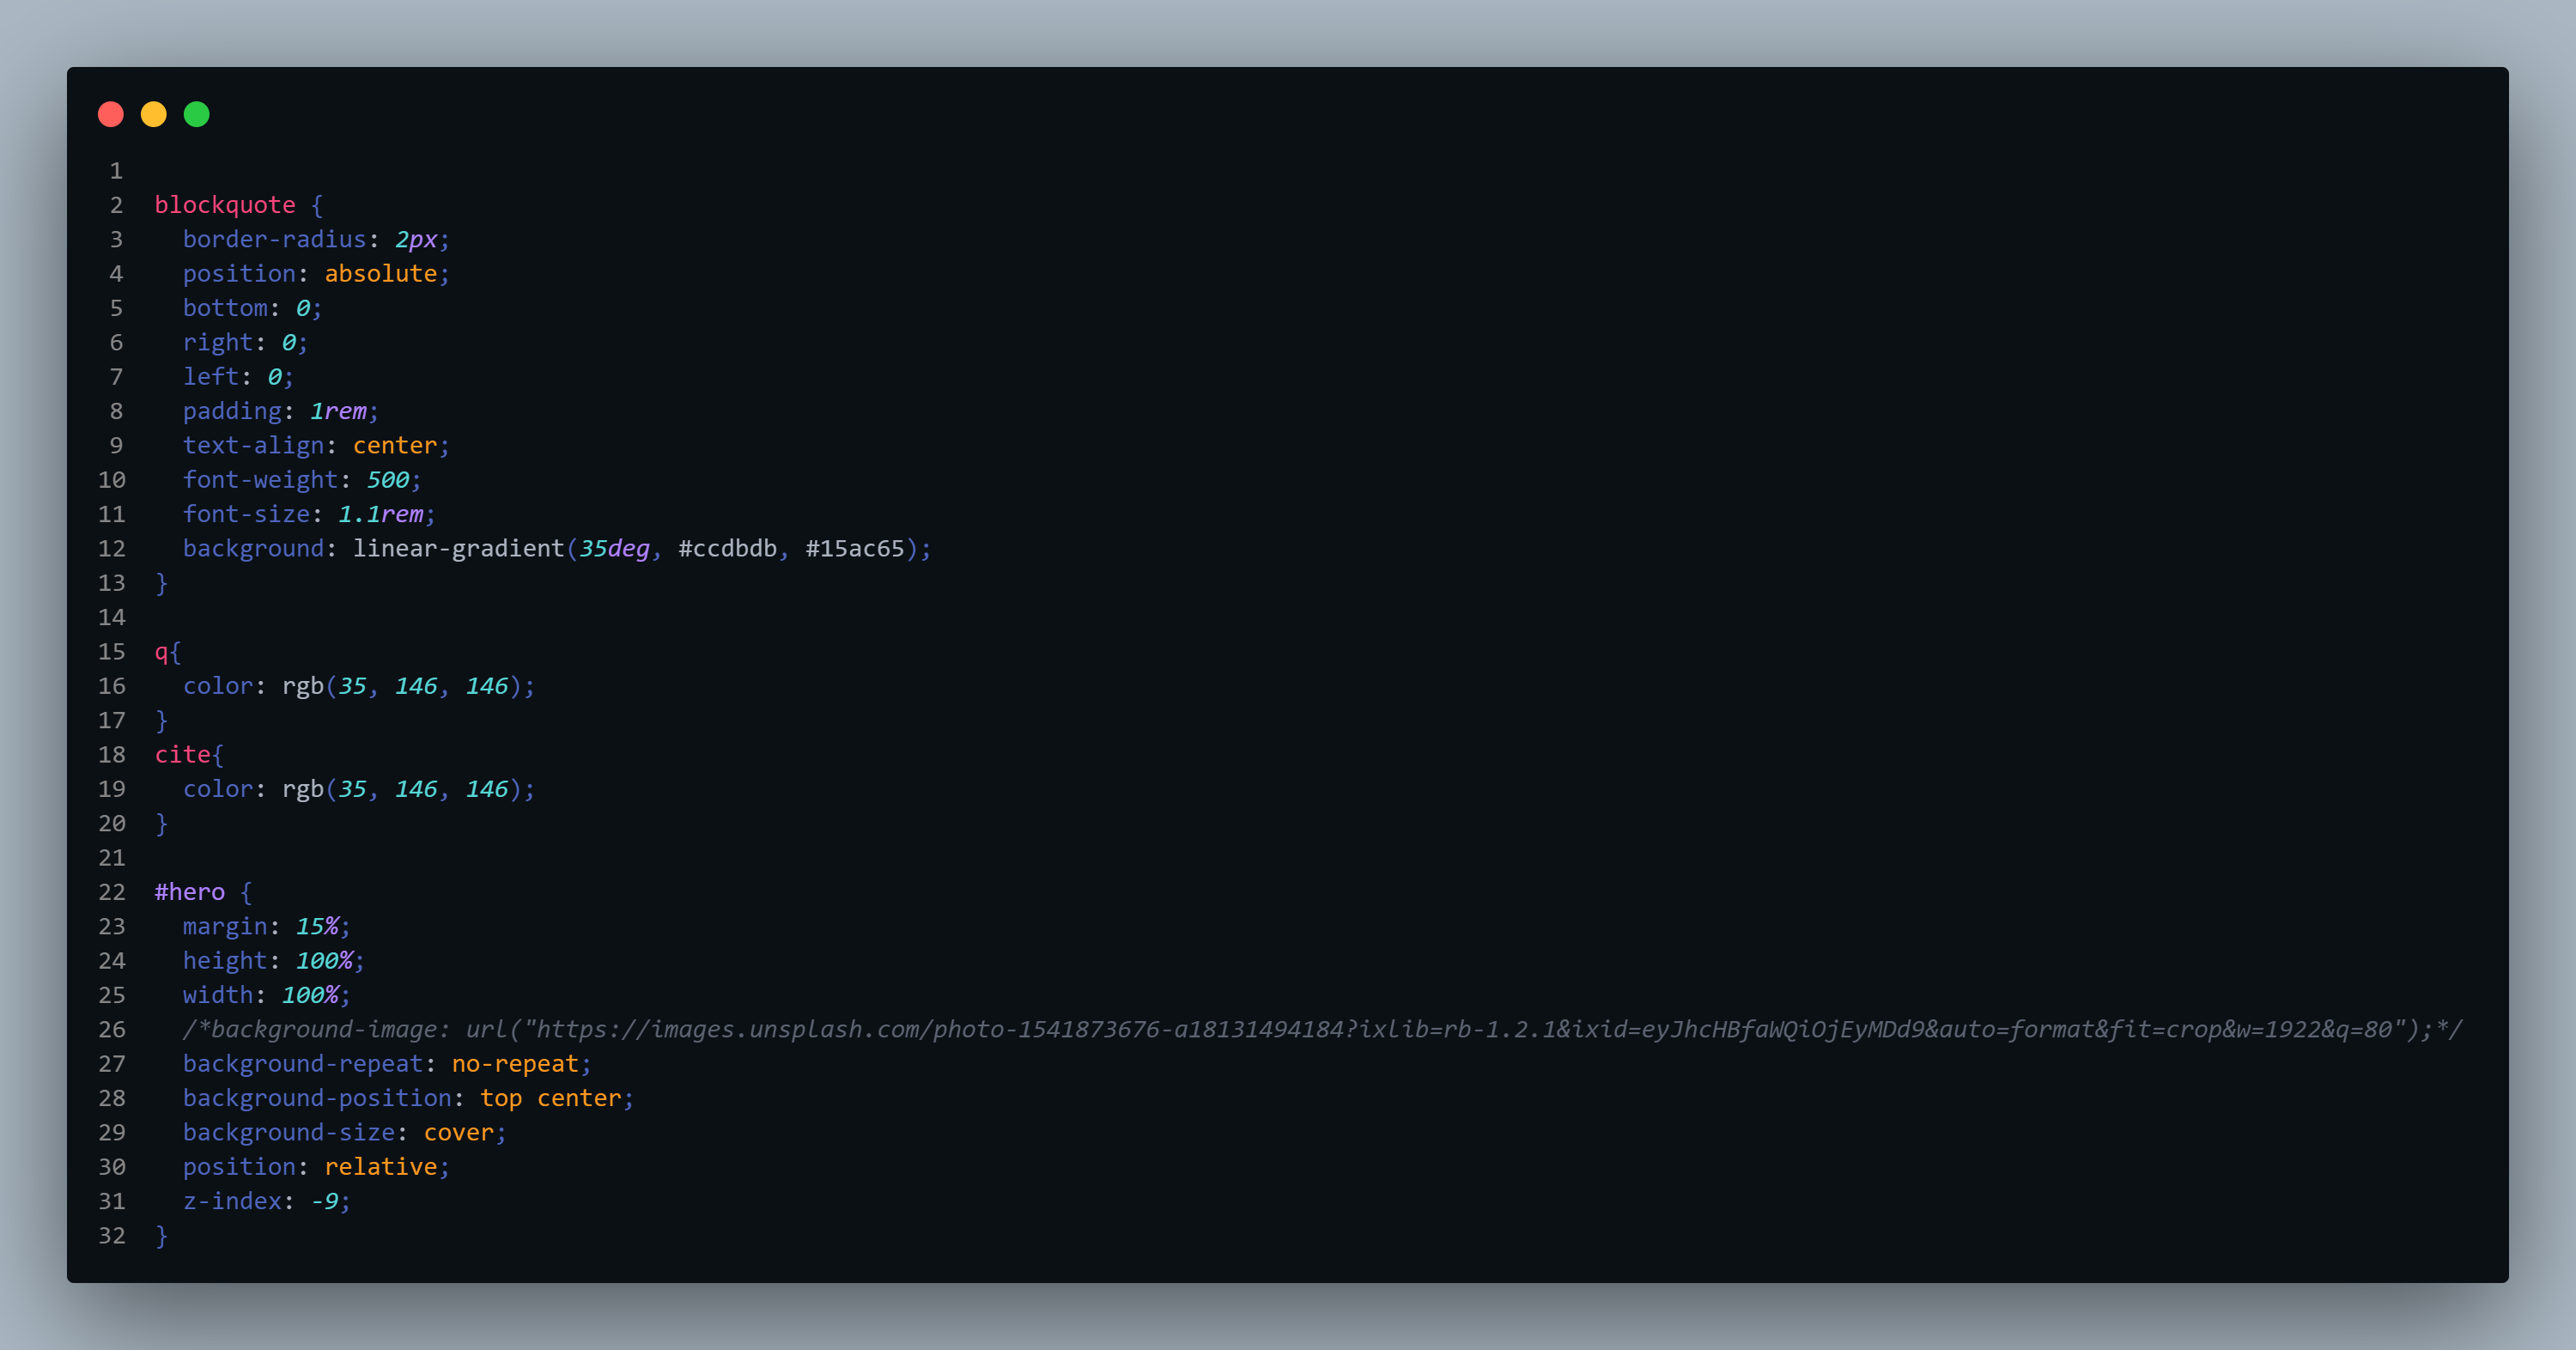 1
2 blockquote {
3   border-radius: 2px;
4   position: absolute;
5   bottom: 0;
6   right: 0;
7   left: 0;
8   padding: 1rem;
9   text-align: center;
10   font-weight: 500;
11   font-size: 1.1rem;
12   background: linear-gradient(35deg, #ccdbdb, #15ac65);
13 }
14
15 q{
16   color: rgb(35, 146, 146);
17 }
18 cite{
19   color: rgb(35, 146, 146);
20 }
21
22 #hero {
23   margin: 15%;
24   height: 100%;
25   width: 100%;
26   /*background-image: url("https://images.unsplash.com/photo-1541873676-a18131494184?ixlib=rb-1.2.1&ixid=eyJhcHBfaWQiOjEyMDd9&auto=format&fit=crop&w=1922&q=80");*/
27   background-repeat: no-repeat;
28   background-position: top center;
29   background-size: cover;
30   position: relative;
31   z-index: -9;
32 }